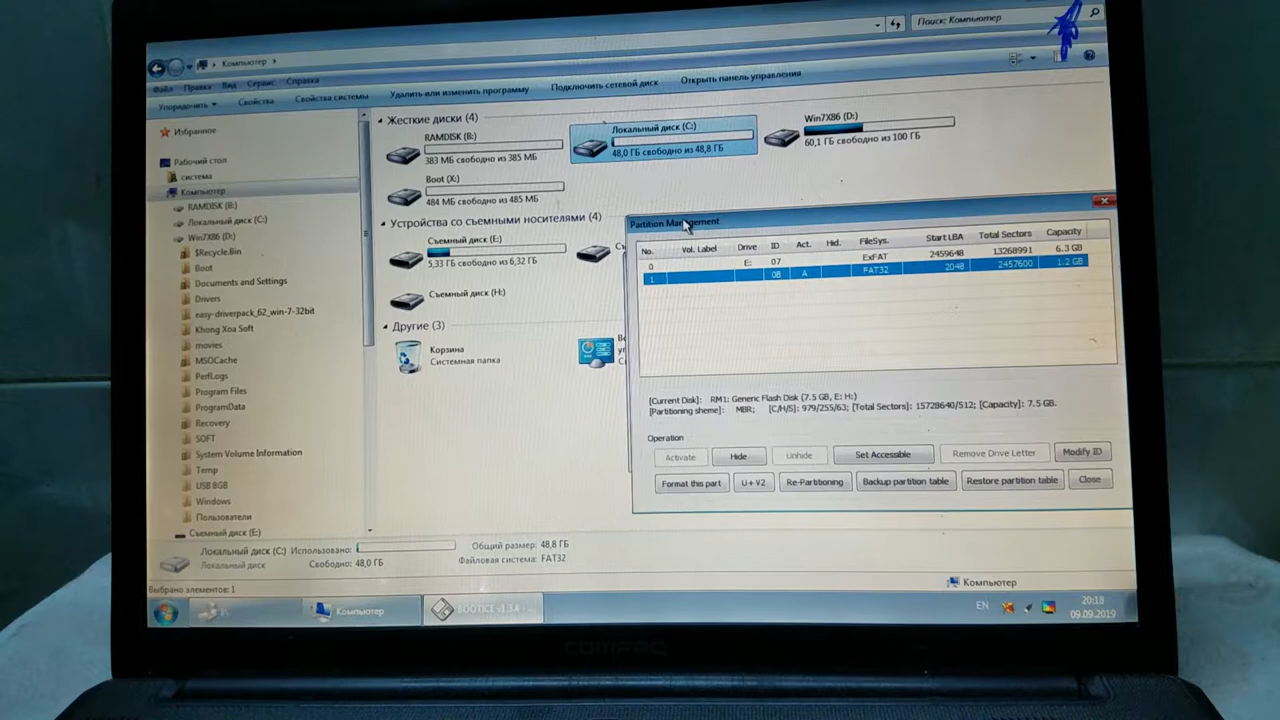 Компьютер
Поиск: Компьютер
Файл Правка Вид Сервис Справка
Упорядочить Свойства Свойства системы Удалить или изменить программу Подключить сетевой диск Открыть панель управления
Избранное
Рабочий стол
система
Компьютер
RAMDISK (B:)
Локальный диск (C:)
Win7X86 (D:)
$Recycle.Bin
Boot
Documents and Settings
Drivers
easy-driverpack_62_win-7-32bit
Khong Xoa Soft
movies
MSOCache
PerfLogs
Program Files
ProgramData
Recovery
SOFT
System Volume Information
Temp
USB 8GB
Windows
Пользователи
Съемный диск (E:)
Жесткие диски (4)
RAMDISK (B:)
383 МБ свободно из 385 МБ
Локальный диск (C:)
48,0 ГБ свободно из 48,8 ГБ
Win7X86 (D:)
60,1 ГБ свободно из 100 ГБ
Boot (X:)
484 МБ свободно из 485 МБ
Устройства со съемными носителями (4)
Съемный диск (E:)
5,33 ГБ свободно из 6,32 ГБ
Съемный диск (H:)
Другие (3)
Корзина
Системная папка
Partition Management
No. Vol. Label Drive ID Act. Hid. FileSys. Start LBA Total Sectors Capacity
0 E: 07 ExFAT 2459648 13268991 6.3 GB
1 0B A FAT32 2048 2457600 1.2 GB
[Current Disk]: RM1: Generic Flash Disk (7.5 GB, E: H:)
[Partitioning sheme]: MBR; [C/H/S]: 979/255/63; [Total Sectors]: 15728640/512; [Capacity]: 7.5 GB.
Operation
Activate Hide Unhide Set Accessible Remove Drive Letter Modify ID
Format this part U+ V2 Re-Partitioning Backup partition table Restore partition table Close
Локальный диск (C:) Использовано: Общий размер: 48,8 ГБ
Локальный диск Свободно: 48,0 ГБ Файловая система: FAT32
Выбрано элементов: 1
Компьютер
Компьютер
BOOTICE v1.3.4 - ...
EN
20:18
09.09.2019
COMPAQ